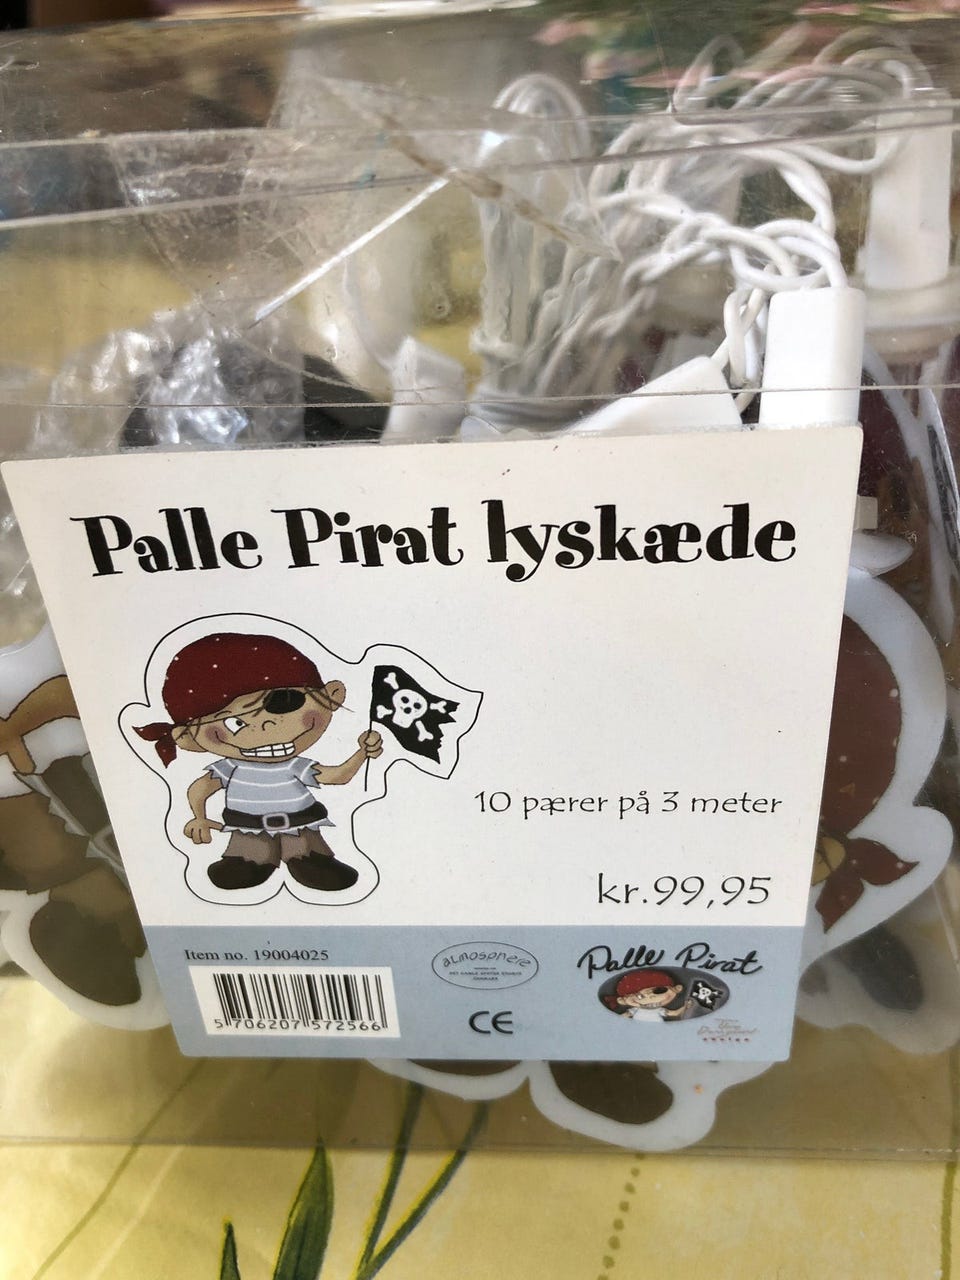 Palle Pirat lyskæde
10 pærer på 3 meter
kr.99,95
Item no. 19004025
5 706207 572566
atmosphere
CE
Palle Pirat